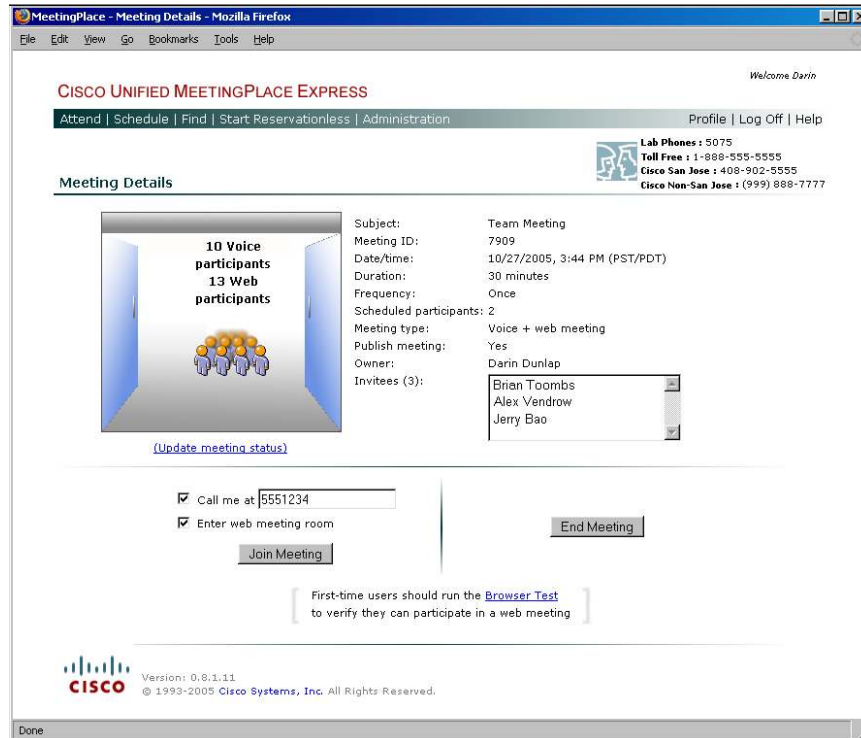 MeetingPlace - Meeting Details - Mozilla Firefox
File Edit View Go Bookmarks Tools Help
Welcome Darin
CISCO UNIFIED MEETINGPLACE EXPRESS
Attend | Schedule | Find | Start Reservationless | Administration
Profile | Log Off | Help
Lab Phones : 5075
Toll Free : 1-888-555-5555
Cisco San Jose : 408-902-5555
Cisco Non-San Jose : (999) 888-7777
Meeting Details
10 Voice
participants
13 Web
participants
(Update meeting status)
Subject: Team Meeting
Meeting ID: 7909
Date/time: 10/27/2005, 3:44 PM (PST/PDT)
Duration: 30 minutes
Frequency: Once
Scheduled participants: 2
Meeting type: Voice + web meeting
Publish meeting: Yes
Owner: Darin Dunlap
Invitees (3): Brian Toombs
Alex Vendrow
Jerry Bao
Call me at 5551234
Enter web meeting room
Join Meeting
End Meeting
First-time users should run the Browser Test
to verify they can participate in a web meeting
CISCO
Version: 0.8.1.11
© 1993-2005 Cisco Systems, Inc. All Rights Reserved.
Done